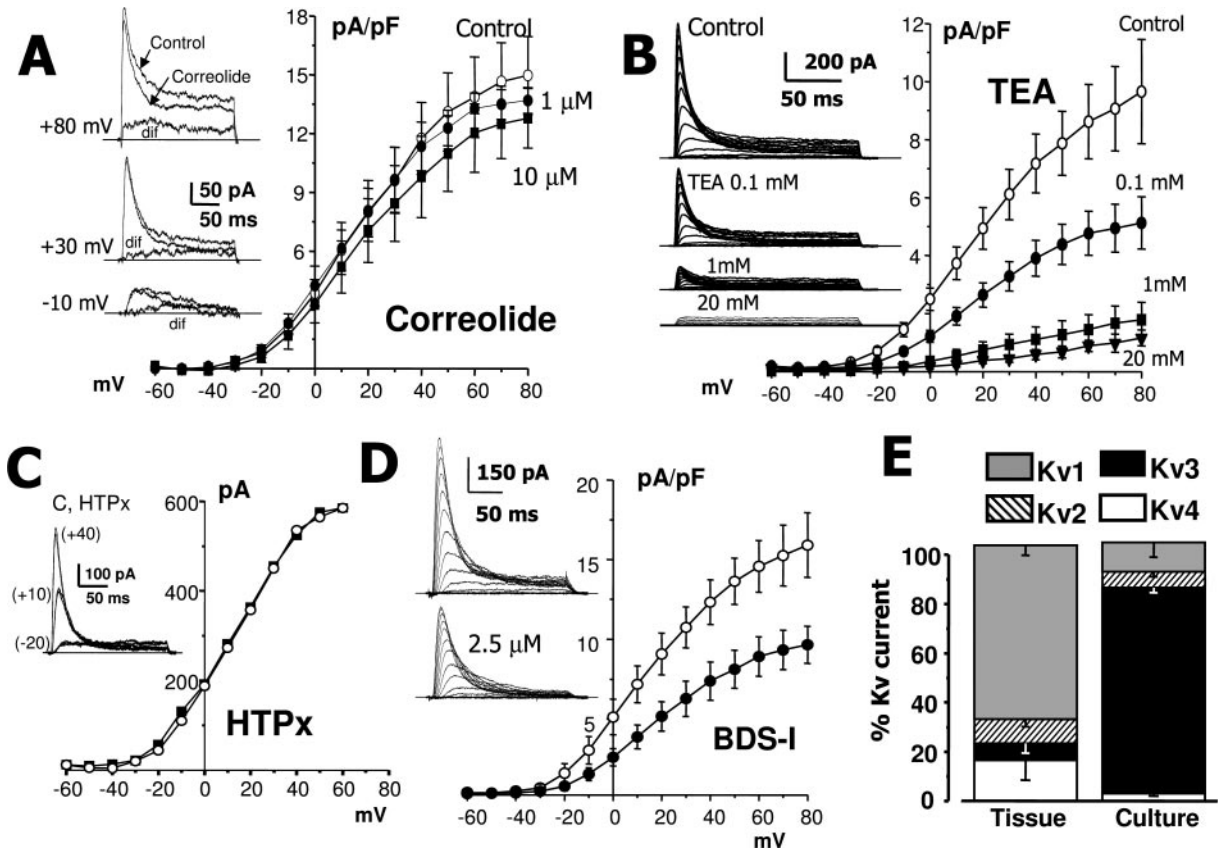 A
pA/pF
Control
Control
Correolide
+80 mV
dif
50 pA
50 ms
+30 mV
dif
-10 mV
dif
1 μM
10 μM
18
15
12
9
6
Correolide
mV
-60 -40 -20 0 20 40 60 80
B
Control
200 pA
50 ms
TEA 0.1 mM
1mM
20 mM
pA/pF
TEA
Control
0.1 mM
1mM
20 mM
12
10
8
6
4
mV
-60 -40 -20 0 20 40 60 80
C
pA
C, HTPx
(+40)
(+10)
(-20)
100 pA
50 ms
600
400
200
HTPx
-60 -40 -20 0 20 40 60
mV
D
150 pA
50 ms
2.5 μM
pA/pF
20
15
10
5
BDS-I
-60 -40 -20 0 20 40 60 80
mV
E
Kv1 Kv3
Kv2 Kv4
% Kv current
100
80
60
40
20
0
Tissue Culture